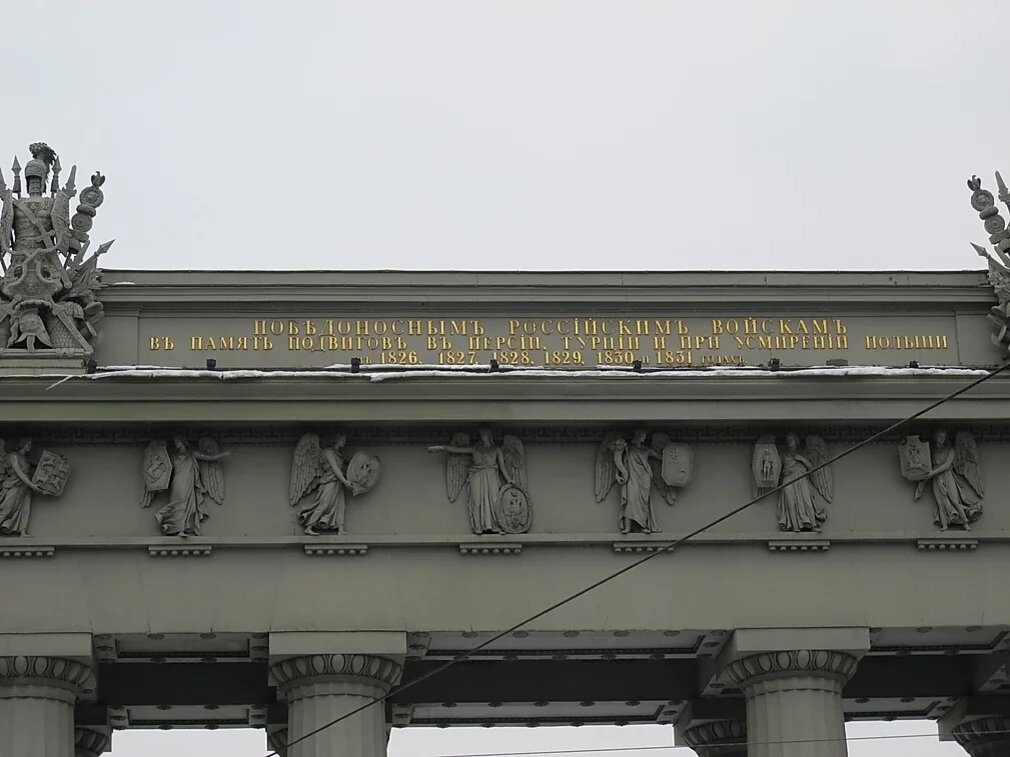 ПОБѢДОНОСНЫМЪ РОССІЙСКИМЪ ВОЙСКАМЪ
ВЪ ПАМЯТЬ ПОДВИГОВЪ ВЪ ПЕРСІИ, ТУРЦІИ И ПРИ УСМИРЕНІИ ПОЛЬШИ
ВЪ 1826, 1827, 1828, 1829, 1830 И 1831 ГОДАХЪ.